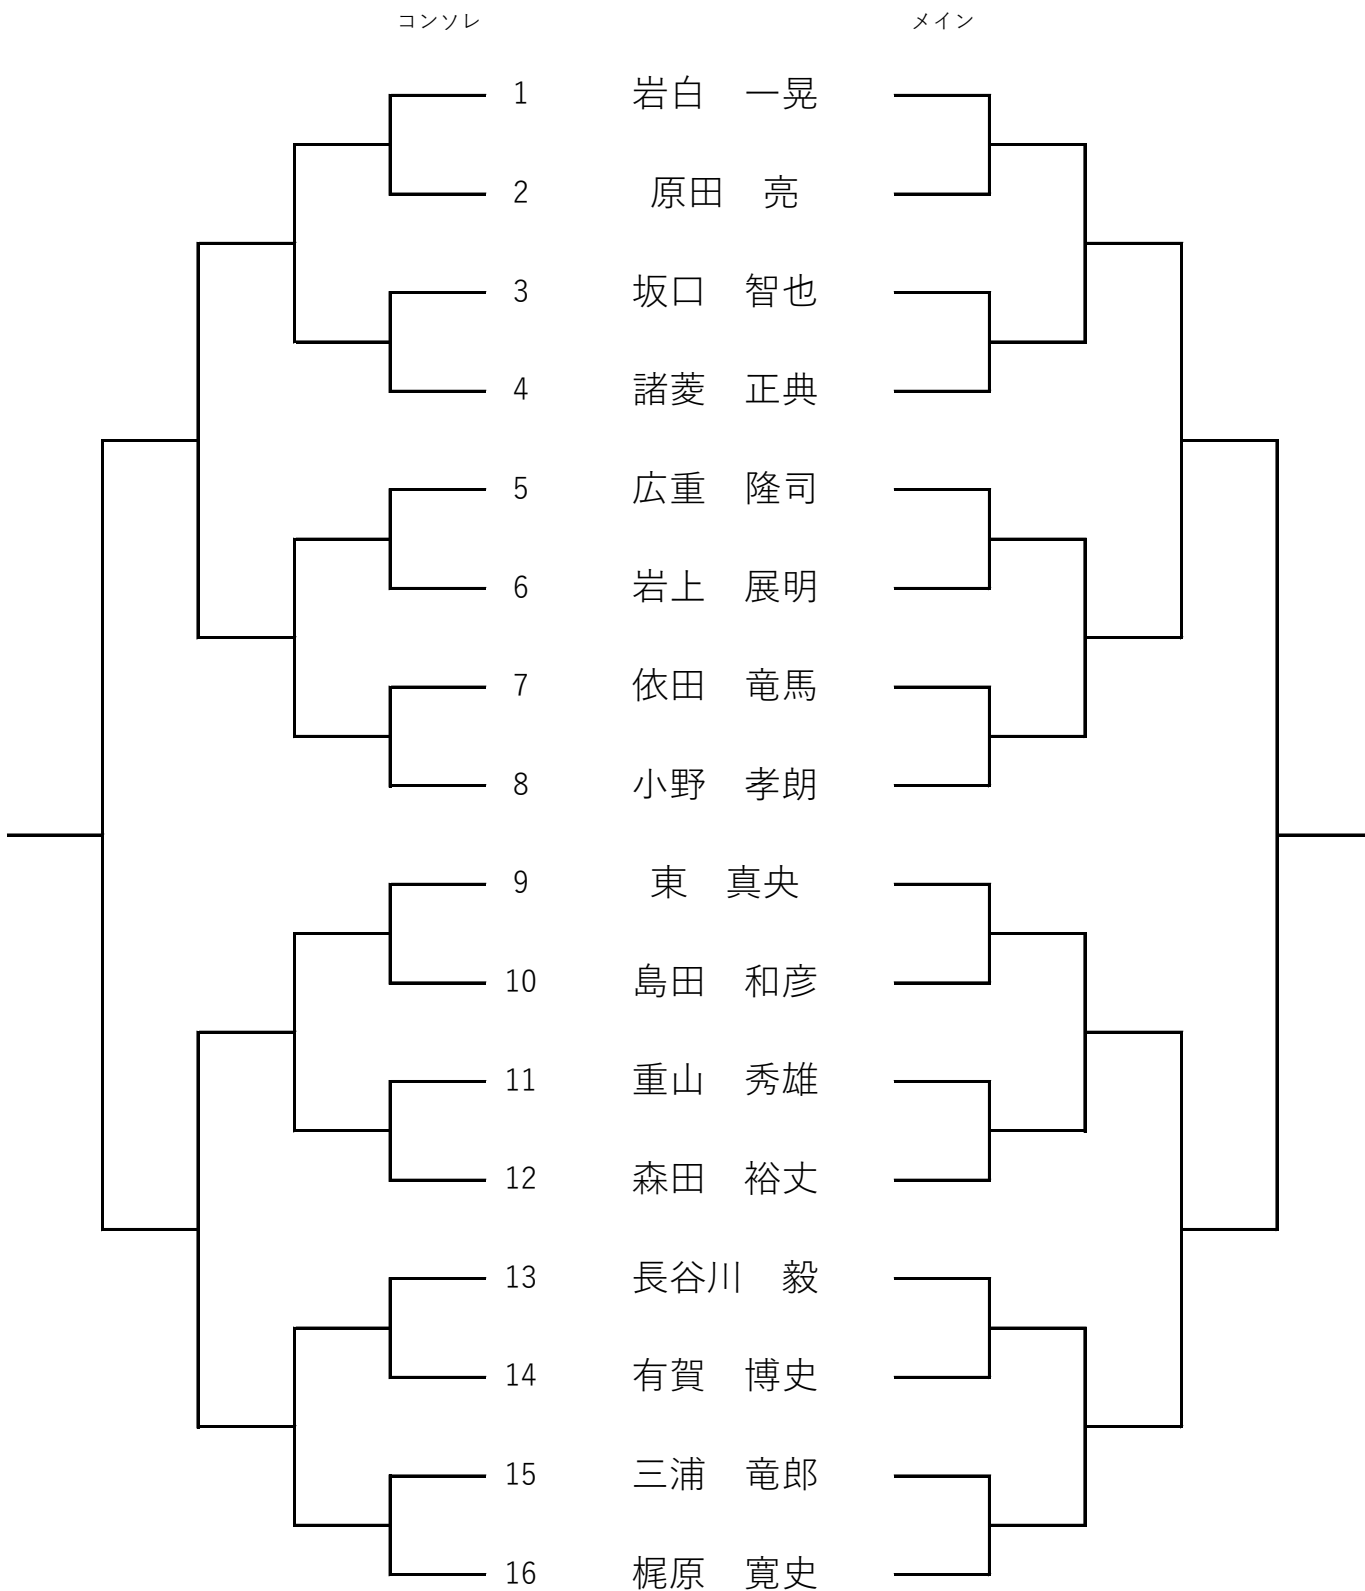 コンソレ　メイン
1　岩白　一晃
2　原田　亮
3　坂口　智也
4　諸菱　正典
5　広重　隆司
6　岩上　展明
7　依田　竜馬
8　小野　孝朗
9　東　真央
10　島田　和彦
11　重山　秀雄
12　森田　裕丈
13　長谷川　毅
14　有賀　博史
15　三浦　竜郎
16　梶原　寛史